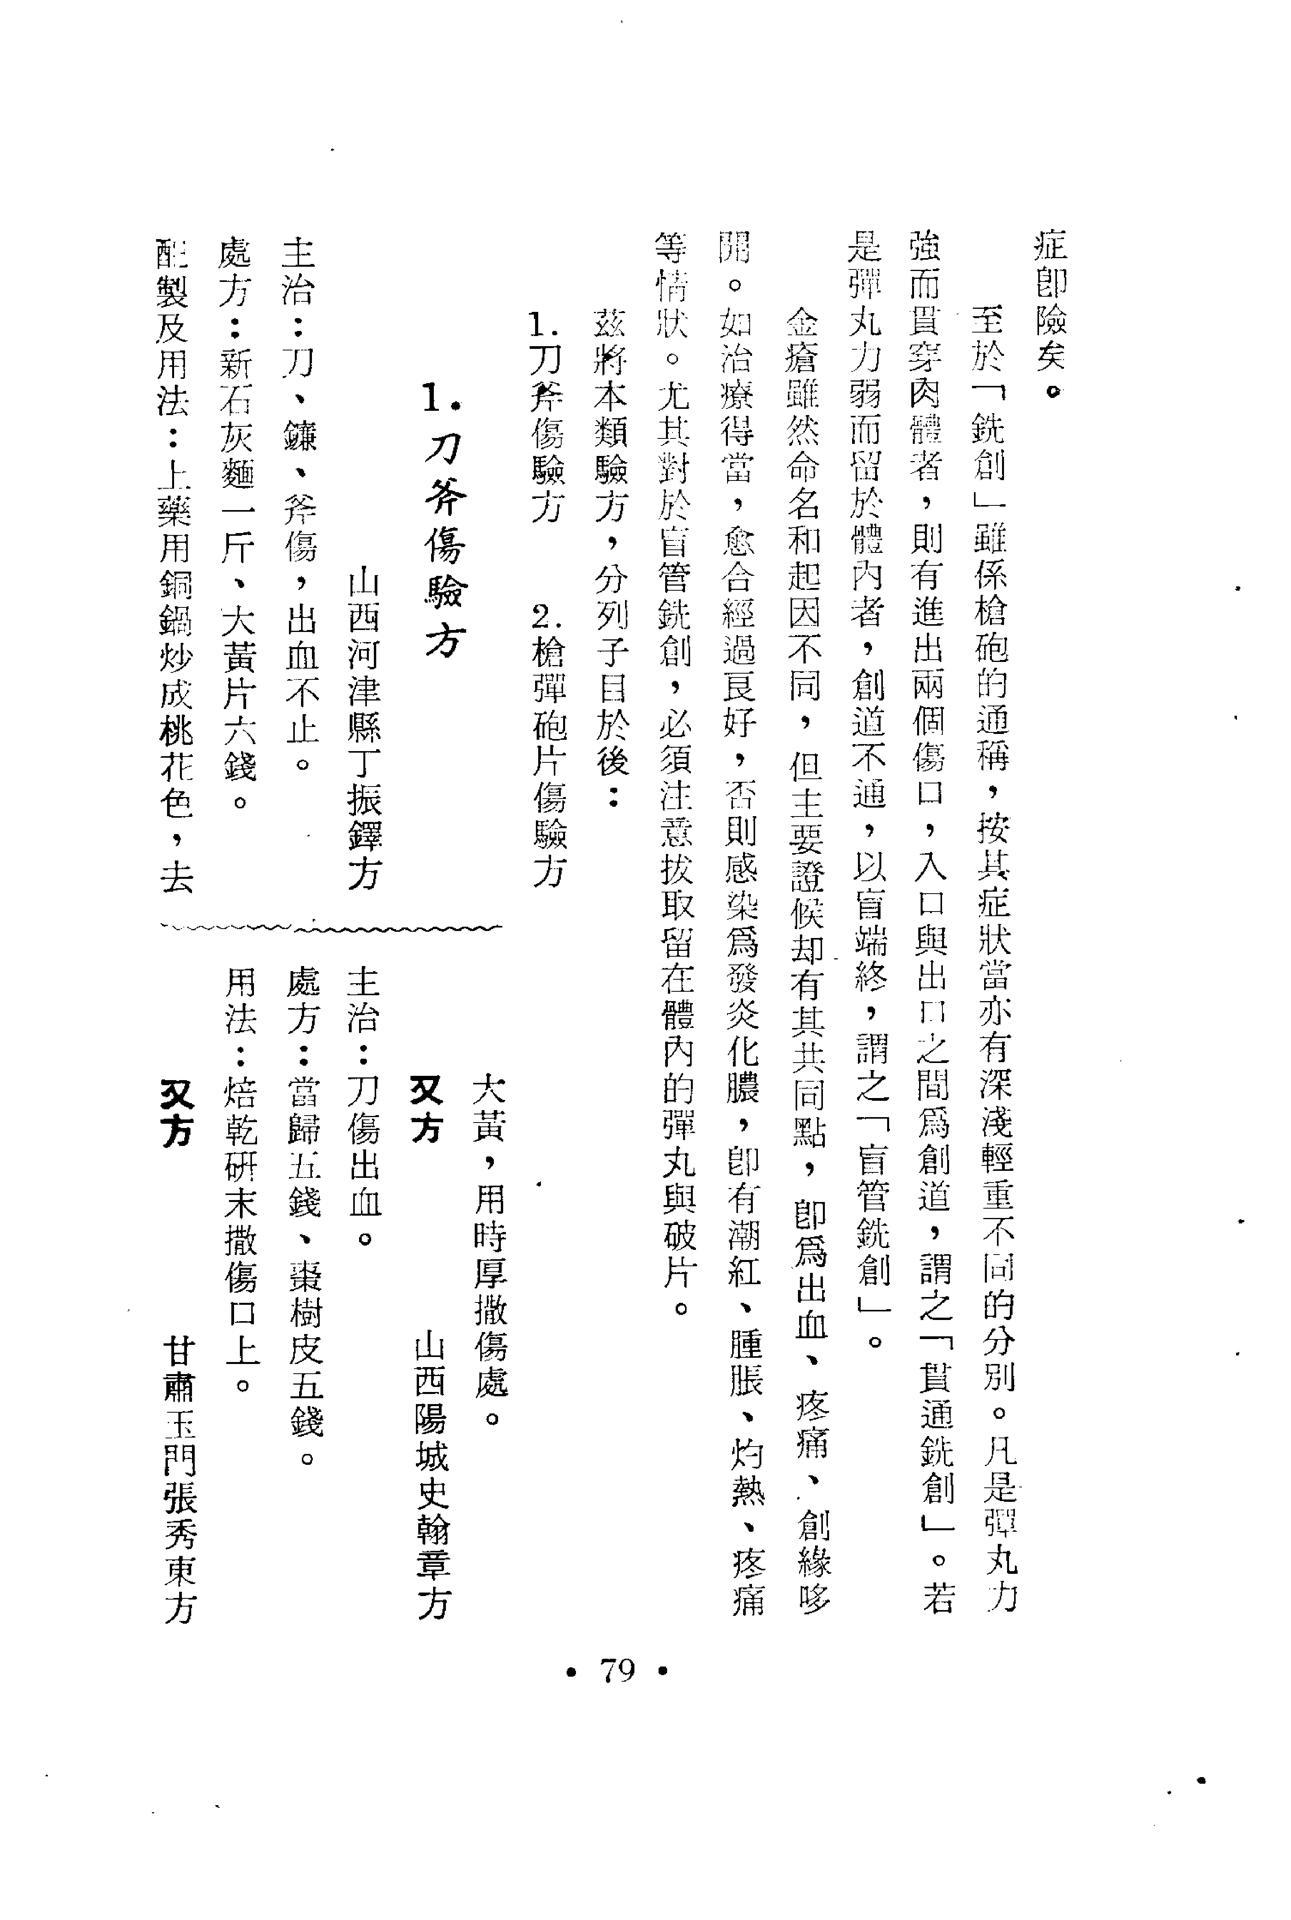 症卽險矣。
至於「銑創」雖係槍砲的通稱，按其症狀當亦有深淺輕重不同的分別。凡是彈丸力
強而貫穿肉體者，則有進出兩個傷口，入口與出口之間爲創道，謂之「貫通銑創」。若
是彈丸力弱而留於體內者，創道不通，以盲端終，謂之「盲管銑創」。
金瘡雖然命名和起因不同，但主要證候却有其共同點，卽爲出血、疼痛、創緣哆
開。如治療得當，愈合經過良好，否則感染爲發炎化膿，卽有潮紅、腫脹、灼熱、疼痛
等情狀。尤其對於盲管銑創，必須注意拔取留在體內的彈丸與破片。
茲將本類驗方，分列子目於後：
1.刀斧傷驗方　2.槍彈砲片傷驗方
1.刀斧傷驗方
山西河津縣丁振鐸方
主治：刀、鐮、斧傷，出血不止。
處方：新石灰麵一斤、大黃片六錢。
配製及用法：上藥用銅鍋炒成桃花色，去
大黃，用時厚撒傷處。
又方　山西陽城史翰章方
主治：刀傷出血。
處方：當歸五錢、棗樹皮五錢。
用法：焙乾研末撒傷口上。
又方　甘肅玉門張秀東方
• 79 •